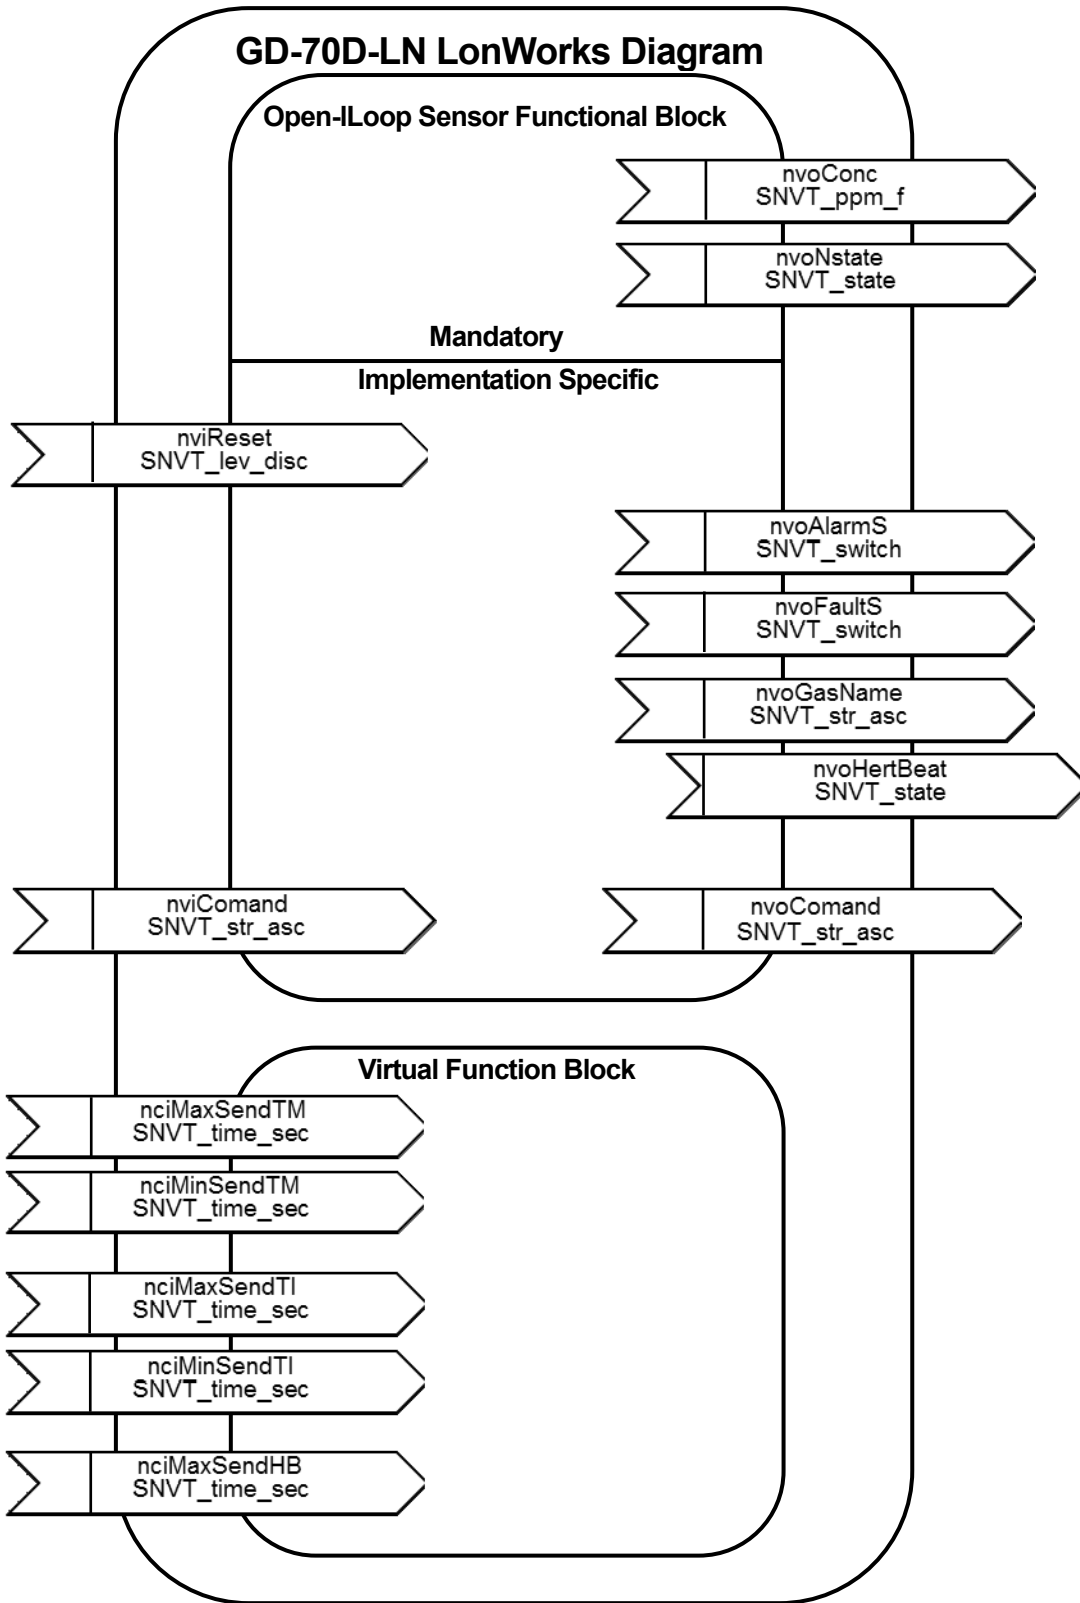 GD-70D-LN LonWorks Diagram
Open-lLoop Sensor Functional Block
nvoConc
SNVT_ppm_f
nvoNstate
SNVT_state
Mandatory
Implementation Specific
nviReset
SNVT_lev_disc
nvoAlarmS
SNVT_switch
nvoFaultS
SNVT_switch
nvoGasName
SNVT_str_asc
nvoHertBeat
SNVT_state
nviComand
SNVT_str_asc
nvoComand
SNVT_str_asc
Virtual Function Block
nciMaxSendTM
SNVT_time_sec
nciMinSendTM
SNVT_time_sec
nciMaxSendTI
SNVT_time_sec
nciMinSendTI
SNVT_time_sec
nciMaxSendHB
SNVT_time_sec